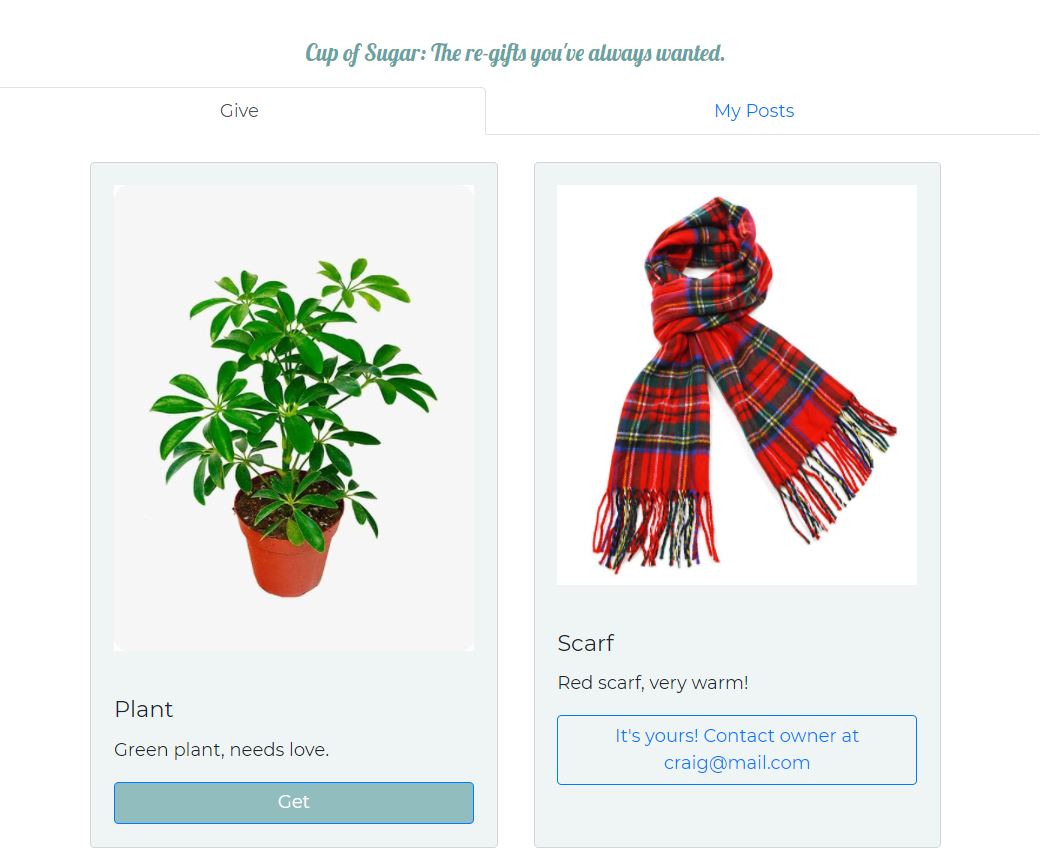 Cup of Sugar: The re-gifts you've always wanted.
Give
My Posts
Plant
Green plant, needs love.
Get
Scarf
Red scarf, very warm!
It's yours! Contact owner at
craig@mail.com